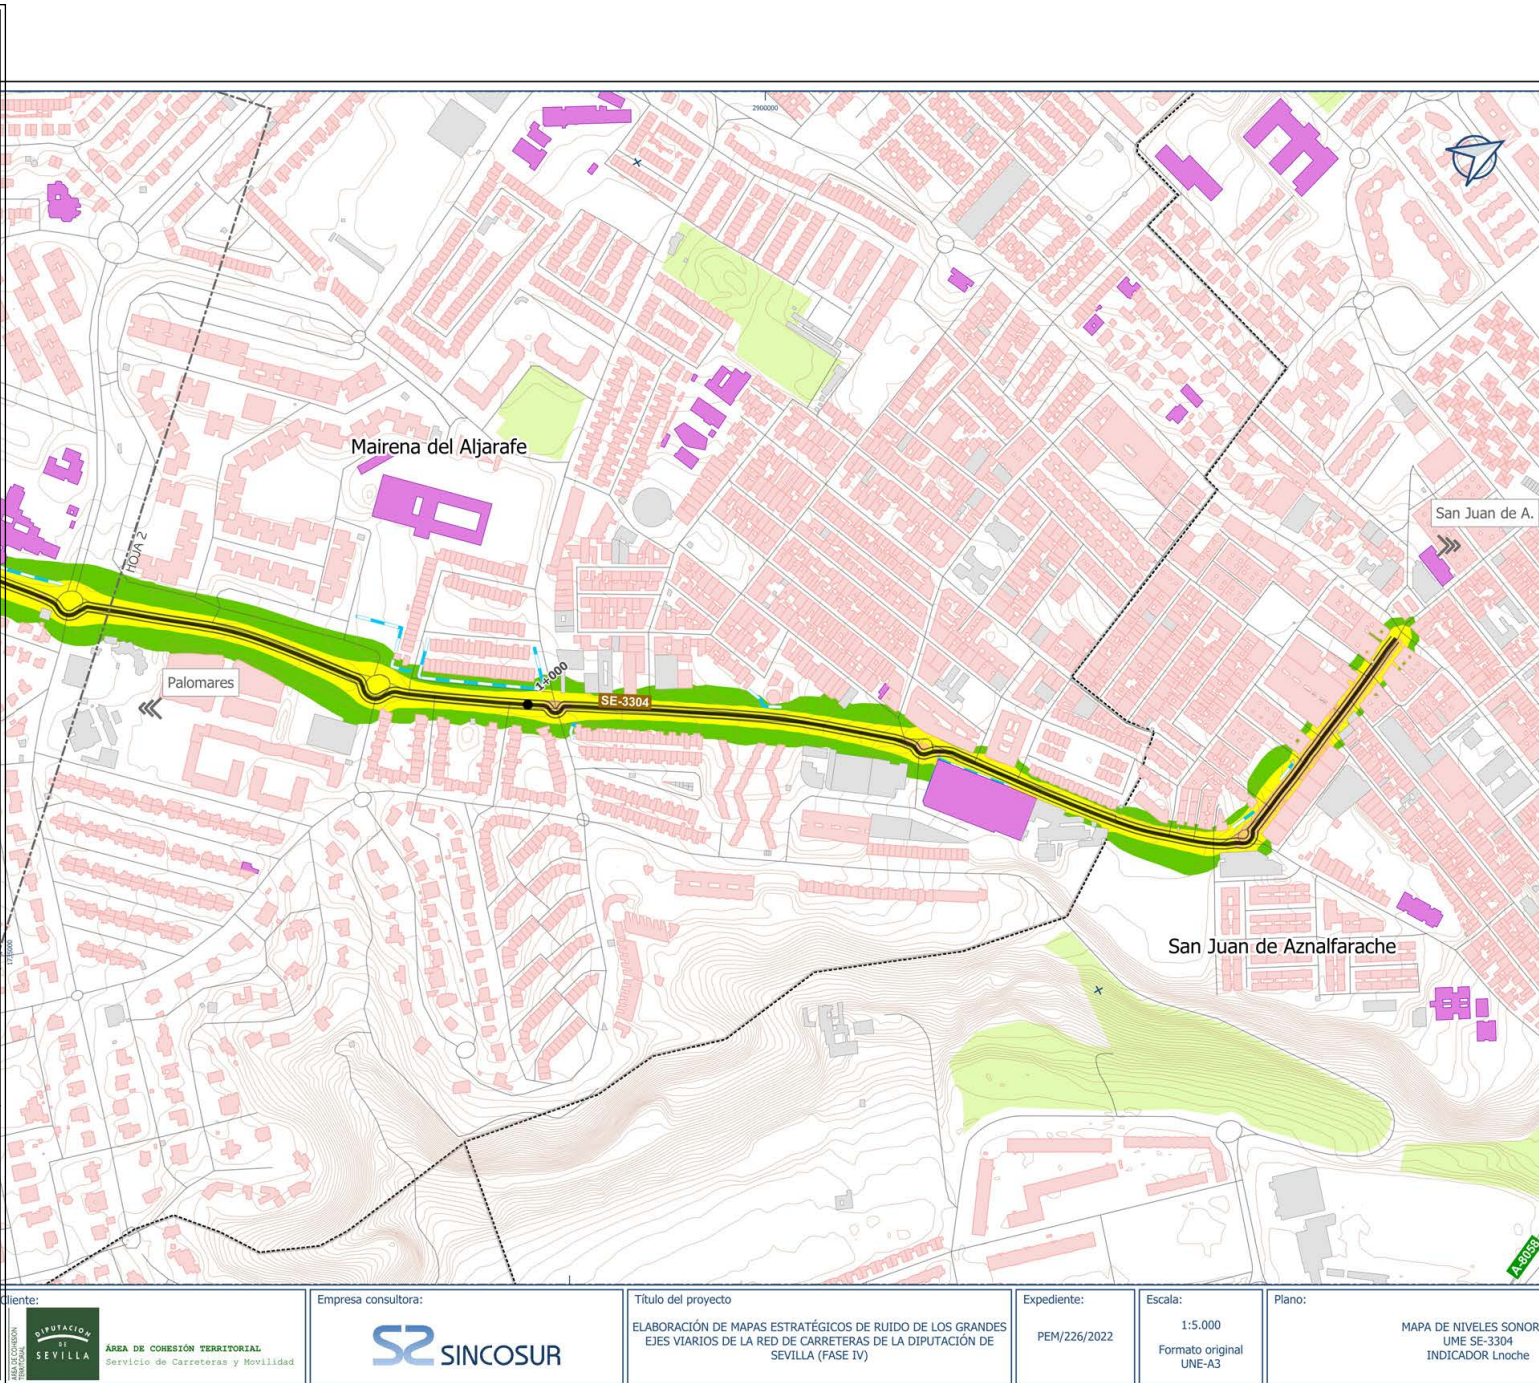 2900000
HOJA 2
Mairena del Aljarafe
San Juan de A.
Palomares
1+000
SE-3304
San Juan de Aznalfarache
A-8058
Cliente:
DIPUTACIÓN
DE
SEVILLA
ÁREA DE COHESIÓN TERRITORIAL
ÁREA DE COHESIÓN TERRITORIAL
Servicio de Carreteras y Movilidad
Empresa consultora:
SINCOSUR
Título del proyecto
ELABORACIÓN DE MAPAS ESTRATÉGICOS DE RUIDO DE LOS GRANDES
EJES VIARIOS DE LA RED DE CARRETERAS DE LA DIPUTACIÓN DE
SEVILLA (FASE IV)
Expediente:
PEM/226/2022
Escala:
1:5.000
Formato original
UNE-A3
Plano:
MAPA DE NIVELES SONOR
UME SE-3304
INDICADOR Lnoche